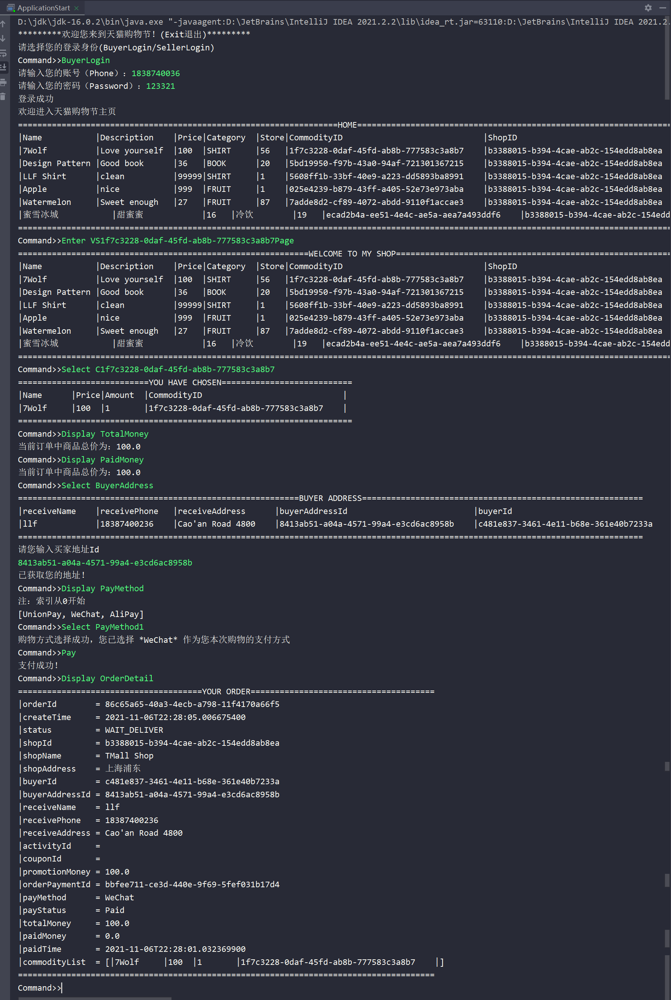 ApplicationStart
D:\jdk\jdk-16.0.2\bin\java.exe "-javaagent:D:\JetBrains\IntelliJ IDEA 2021.2.2\lib\idea_rt.jar=63110:D:\JetBrains\IntelliJ IDEA 2021.2.
*********欢迎您来到天猫购物节！(Exit退出)*********
请选择您的登录身份(BuyerLogin/SellerLogin)
Command>>BuyerLogin
请输入您的账号（Phone）：1838740036
请输入您的密码（Password）：123321
登录成功
欢迎进入天猫购物节主页
==================================================================HOME=================================================================
|Name |Description |Price|Category |Store|CommodityID |ShopID
|7Wolf |Love yourself |100 |SHIRT |56 |1f7c3228-0daf-45fd-ab8b-777583c3a8b7 |b3388015-b394-4cae-ab2c-154edd8ab8ea
|Design Pattern |Good book |36 |BOOK |20 |5bd19950-f97b-43a0-94af-721301367215 |b3388015-b394-4cae-ab2c-154edd8ab8ea
|LLF Shirt |clean |99999|SHIRT |1 |5608ff1b-33bf-40e9-a223-dd5893ba8991 |b3388015-b394-4cae-ab2c-154edd8ab8ea
|Apple |nice |999 |FRUIT |1 |025e4239-b879-43ff-a405-52e73e973aba |b3388015-b394-4cae-ab2c-154edd8ab8ea
|Watermelon |Sweet enough |27 |FRUIT |87 |7adde8d2-cf89-4072-abdd-9110f1accae3 |b3388015-b394-4cae-ab2c-154edd8ab8ea
|蜜雪冰城 |甜蜜蜜 |16 |冷饮 |19 |ecad2b4a-ee51-4e4c-ae5a-aea7a493ddf6 |b3388015-b394-4cae-ab2c-154edd
=======================================================================================================================================
Command>>Enter VS1f7c3228-0daf-45fd-ab8b-777583c3a8b7Page
============================================================WELCOME TO MY SHOP=========================================================
|Name |Description |Price|Category |Store|CommodityID |ShopID
|7Wolf |Love yourself |100 |SHIRT |56 |1f7c3228-0daf-45fd-ab8b-777583c3a8b7 |b3388015-b394-4cae-ab2c-154edd8ab8ea
|Design Pattern |Good book |36 |BOOK |20 |5bd19950-f97b-43a0-94af-721301367215 |b3388015-b394-4cae-ab2c-154edd8ab8ea
|LLF Shirt |clean |99999|SHIRT |1 |5608ff1b-33bf-40e9-a223-dd5893ba8991 |b3388015-b394-4cae-ab2c-154edd8ab8ea
|Apple |nice |999 |FRUIT |1 |025e4239-b879-43ff-a405-52e73e973aba |b3388015-b394-4cae-ab2c-154edd8ab8ea
|Watermelon |Sweet enough |27 |FRUIT |87 |7adde8d2-cf89-4072-abdd-9110f1accae3 |b3388015-b394-4cae-ab2c-154edd8ab8ea
|蜜雪冰城 |甜蜜蜜 |16 |冷饮 |19 |ecad2b4a-ee51-4e4c-ae5a-aea7a493ddf6 |b3388015-b394-4cae-ab2c-154edd
=======================================================================================================================================
Command>>Select C1f7c3228-0daf-45fd-ab8b-777583c3a8b7
===========================YOU HAVE CHOSEN===========================
|Name |Price|Amount |CommodityID |
|7Wolf |100 |1 |1f7c3228-0daf-45fd-ab8b-777583c3a8b7 |
=====================================================================
Command>>Display TotalMoney
当前订单中商品总价为：100.0
Command>>Display PaidMoney
当前订单中商品总价为：100.0
Command>>Select BuyerAddress
==========================================================BUYER ADDRESS==========================================================
|receiveName |receivePhone |receiveAddress |buyerAddressId |buyerId
|llf |18387400236 |Cao'an Road 4800 |8413ab51-a04a-4571-99a4-e3cd6ac8958b |c481e837-3461-4e11-b68e-361e40b7233a
=================================================================================================================================
请您输入买家地址Id
8413ab51-a04a-4571-99a4-e3cd6ac8958b
已获取您的地址！
Command>>Display PayMethod
注：索引从0开始
[UnionPay, WeChat, AliPay]
Command>>Select PayMethod1
购物方式选择成功，您已选择 *WeChat* 作为您本次购物的支付方式
Command>>Pay
支付成功！
Command>>Display OrderDetail
======================================YOUR ORDER======================================
|orderId = 86c65a65-40a3-4ecb-a798-11f4170a66f5
|createTime = 2021-11-06T22:28:05.006675400
|status = WAIT_DELIVER
|shopId = b3388015-b394-4cae-ab2c-154edd8ab8ea
|shopName = TMall Shop
|shopAddress = 上海浦东
|buyerId = c481e837-3461-4e11-b68e-361e40b7233a
|buyerAddressId = 8413ab51-a04a-4571-99a4-e3cd6ac8958b
|receiveName = llf
|receivePhone = 18387400236
|receiveAddress = Cao'an Road 4800
|activityId =
|couponId =
|promotionMoney = 100.0
|orderPaymentId = bbfee711-ce3d-440e-9f69-5fef031b17d4
|payMethod = WeChat
|payStatus = Paid
|totalMoney = 100.0
|paidMoney = 0.0
|paidTime = 2021-11-06T22:28:01.032369900
|commodityList = [|7Wolf |100 |1 |1f7c3228-0daf-45fd-ab8b-777583c3a8b7 |]
======================================================================================
Command>>